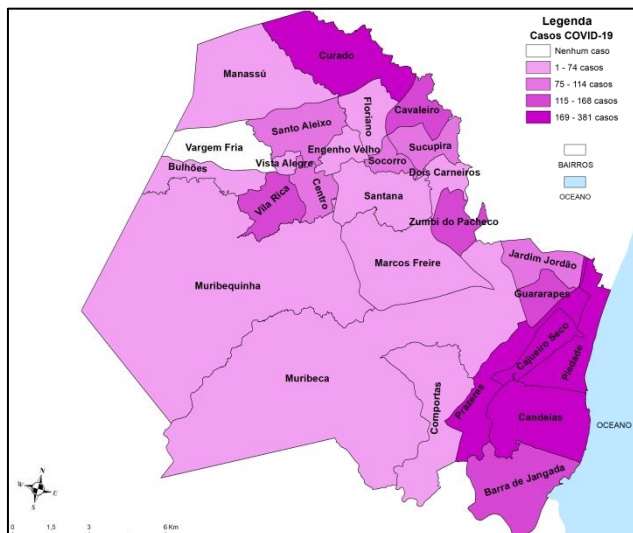 Legenda
Casos COVID-19
Nenhum caso
1 - 74 casos
75 - 114 casos
115 - 168 casos
169 - 381 casos
BAIRROS
OCEANO
Curado
Manassú
Floriano
Cavaleiro
Santo Aleixo
Vargem Fria
Engenho Velho
Sucupira
Vista Alegre
Socorro
Bulhões
Dois Carneiros
Vila Rica
Centro
Santana
Zumbi do Pacheco
Jardim Jordão
Marcos Freire
Muribequinha
Guararapes
Cajueiro Seco
Piedade
Muribeca
Comportas
Prazeres
Candeias
OCEANO
Barra de Jangada
N
W
E
S
0 1,5 3 6 Km